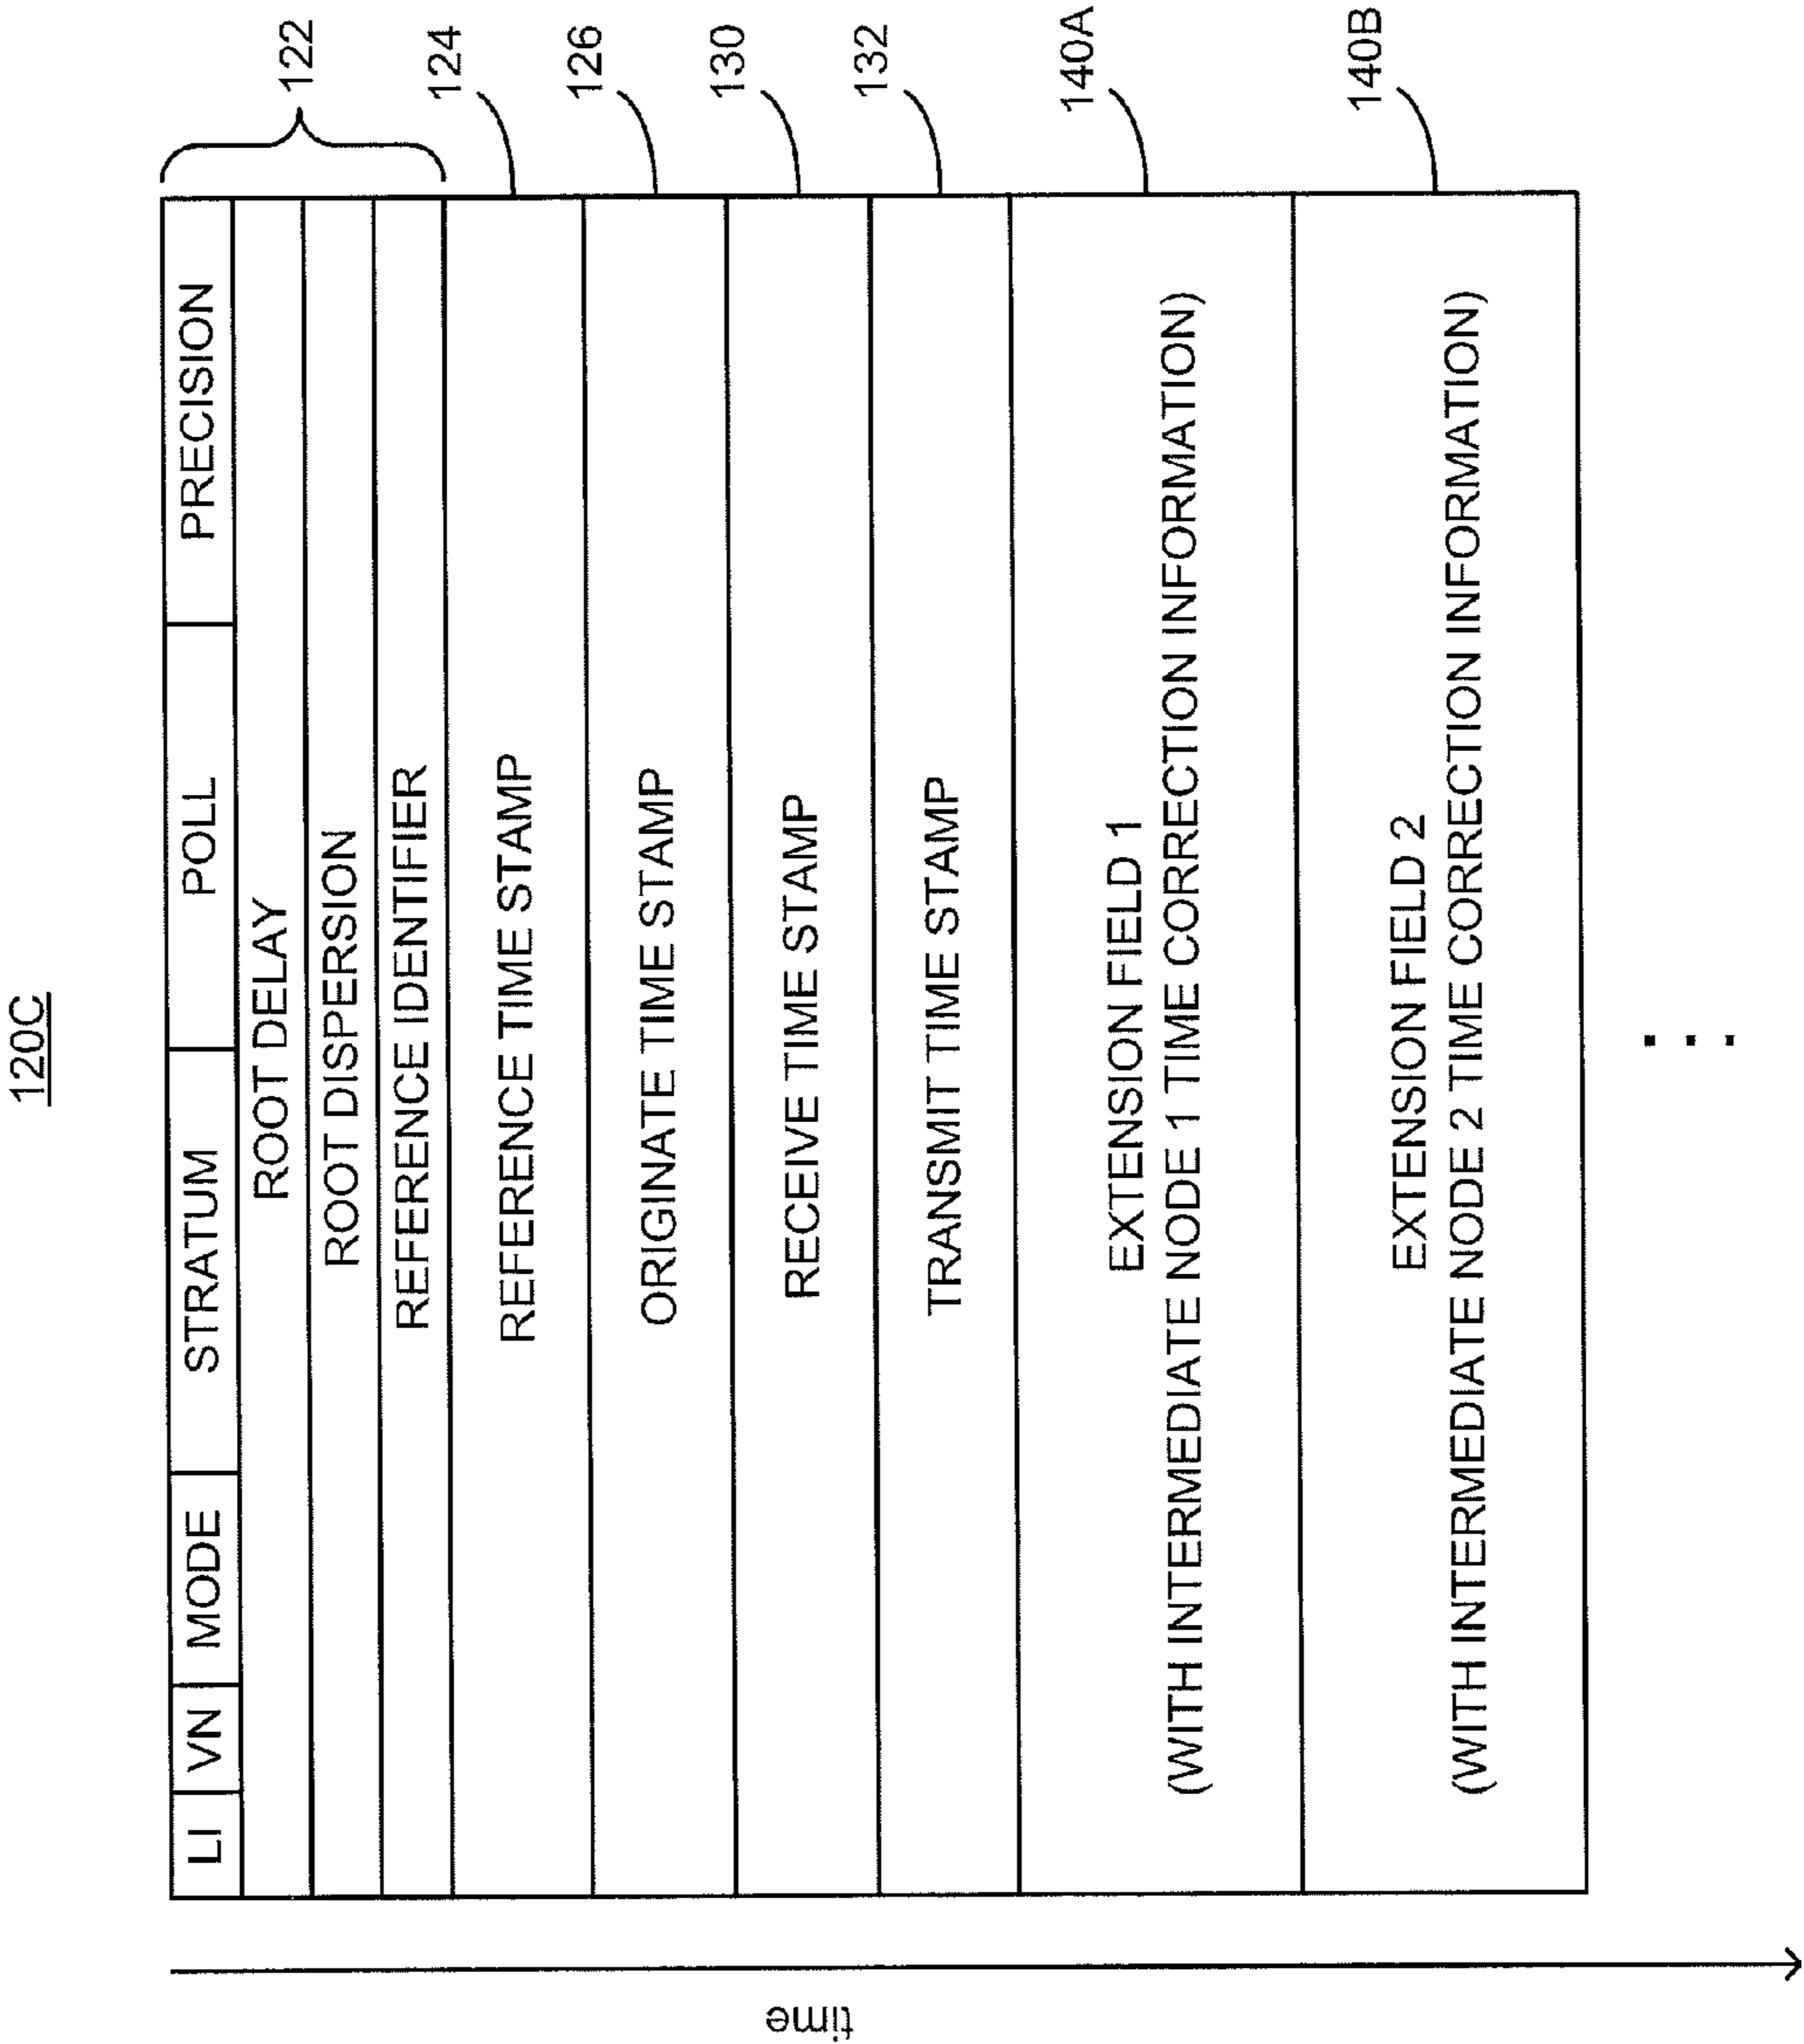 120C
LI VN MODE STRATUM POLL PRECISION
122
ROOT DELAY
ROOT DISPERSION
REFERENCE IDENTIFIER
REFERENCE TIME STAMP
124
ORIGINATE TIME STAMP
126
RECEIVE TIME STAMP
130
TRANSMIT TIME STAMP
132
EXTENSION FIELD 1
(WITH INTERMEDIATE NODE 1 TIME CORRECTION INFORMATION)
140A
EXTENSION FIELD 2
(WITH INTERMEDIATE NODE 2 TIME CORRECTION INFORMATION)
140B
. . .
time